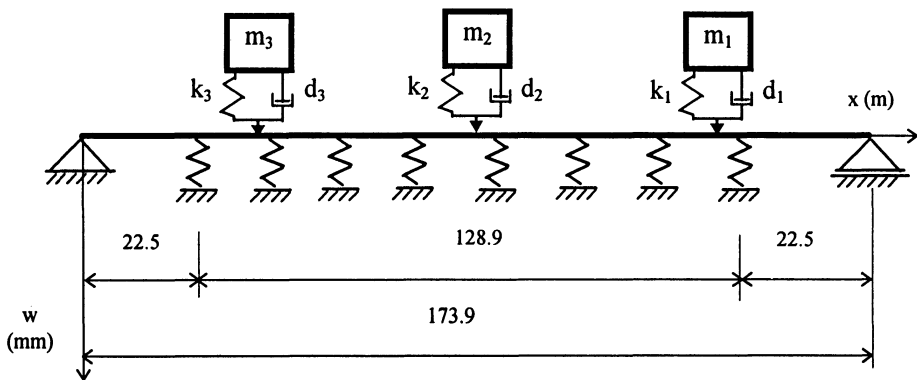 m₃ m₂ m₁
k₃ d₃ k₂ d₂ k₁ d₁
x (m)
22.5 128.9 22.5
173.9
w
(mm)